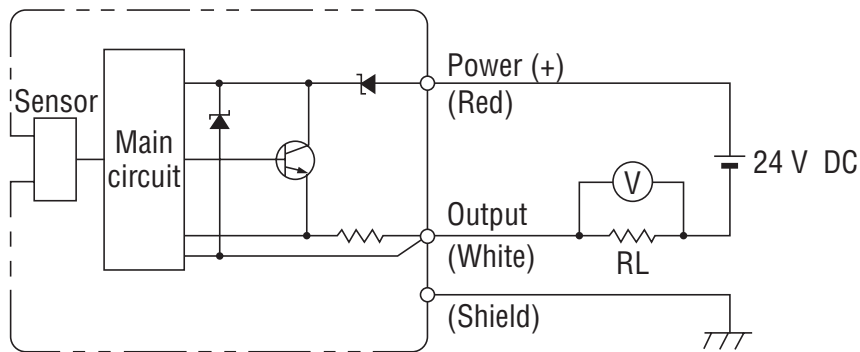 Power (+)
(Red)
Sensor
Main
circuit
V
24 V DC
Output
(White)
RL
(Shield)